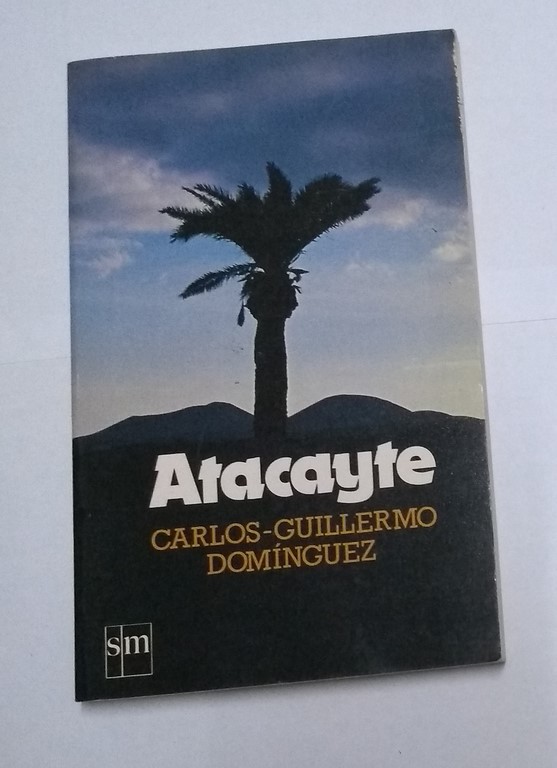 Atacayte
CARLOS-GUILLERMO
DOMÍNGUEZ
sm